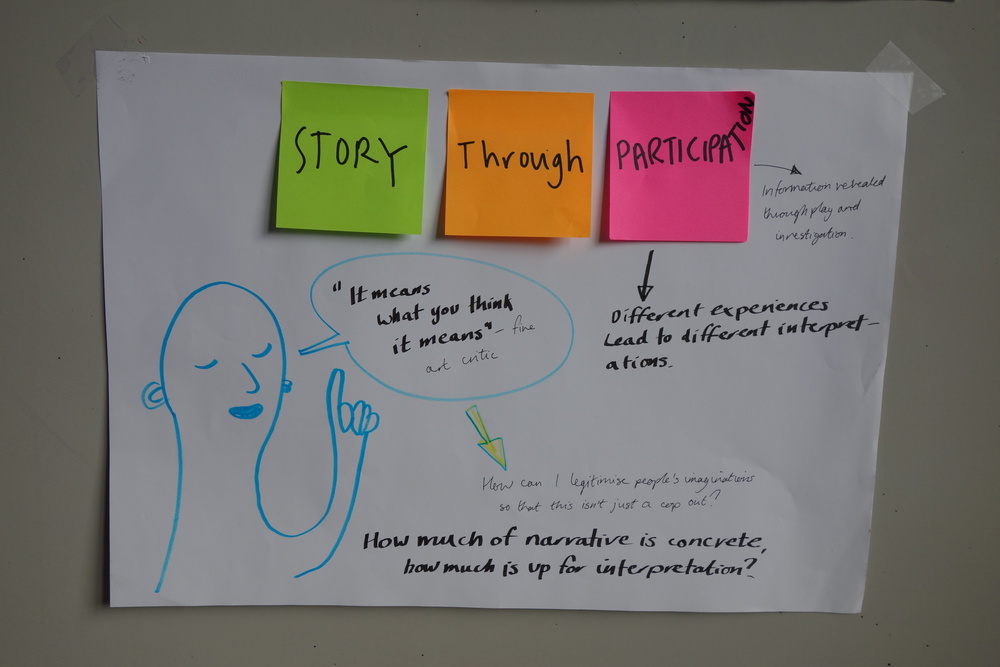 STORY
Through
PARTICIPATION
Information revealed
through play and
investigation.
"It means
what you think
it means" - fine
art critic
Different experiences
Lead to different interpret-
ations.
How can I legitimise people's imaginations
so that this isn't just a cop out?
How much of narrative is concrete,
how much is up for interpretation?